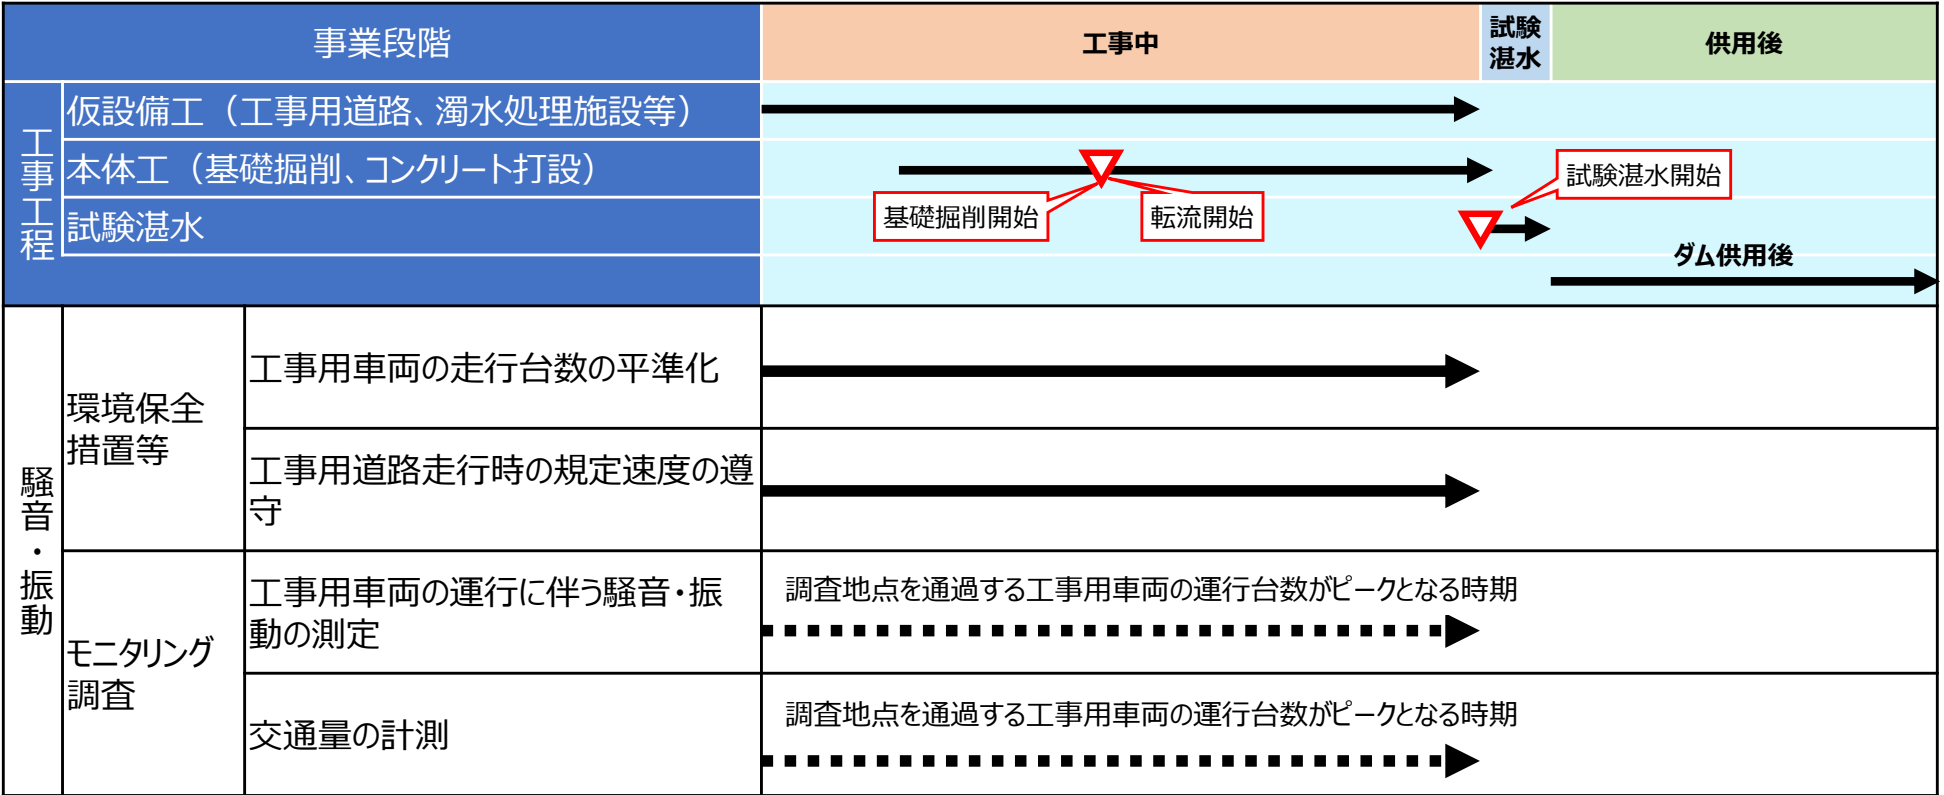 事業段階
工事中
試験
湛水
供用後
工事工程
仮設備工（工事用道路、濁水処理施設等）
本体工（基礎掘削、コンクリート打設）
試験湛水開始
基礎掘削開始
転流開始
試験湛水
ダム供用後
騒音・振動
環境保全
措置等
工事用車両の走行台数の平準化
工事用道路走行時の規定速度の遵
守
モニタリング
調査
工事用車両の運行に伴う騒音・振
動の測定
調査地点を通過する工事用車両の運行台数がピークとなる時期
交通量の計測
調査地点を通過する工事用車両の運行台数がピークとなる時期